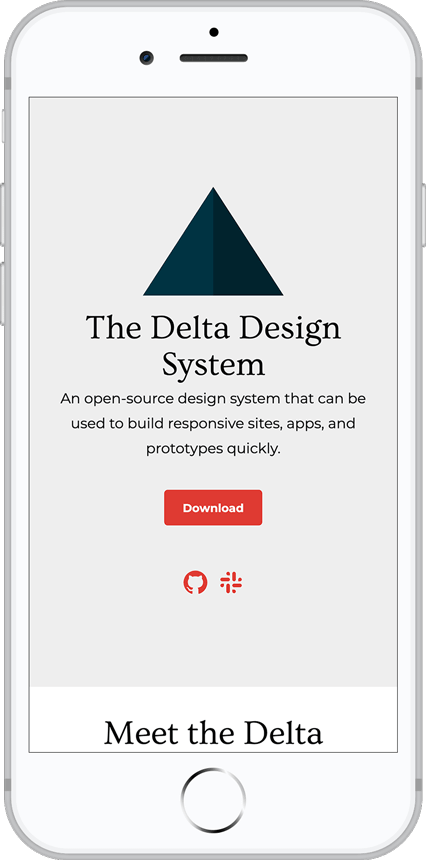 The Delta Design
System
An open-source design system that can be
used to build responsive sites, apps, and
prototypes quickly.
Download
Meet the Delta